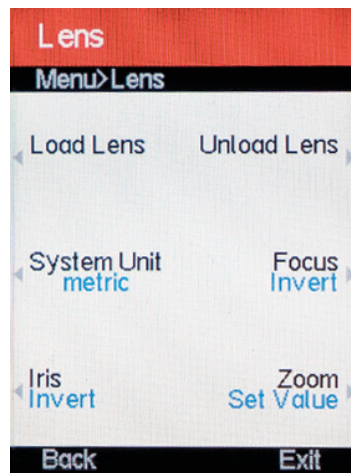 Lens
Menu>Lens
Load Lens
Unload Lens
System Unit
metric
Focus
Invert
Iris
Invert
Zoom
Set Value
Back
Exit